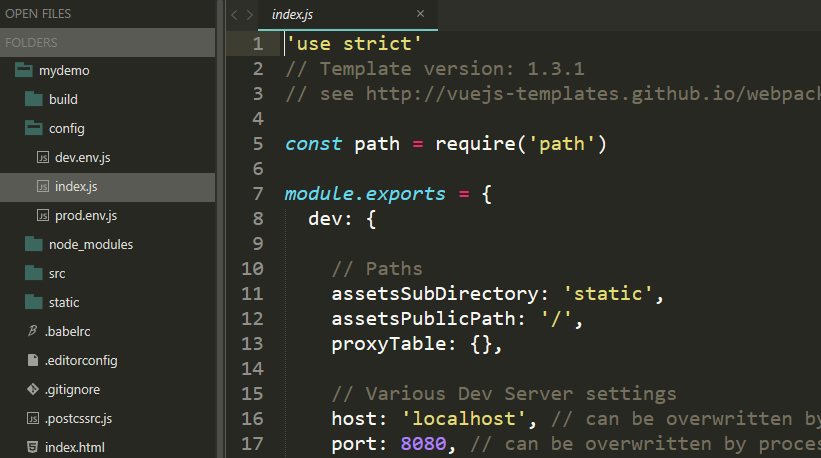 OPEN FILES
FOLDERS
mydemo
build
config
dev.env.js
index.js
prod.env.js
node_modules
src
static
.babelrc
.editorconfig
.gitignore
.postcssrc.js
index.html
index.js ×
1 'use strict'
2 // Template version: 1.3.1
3 // see http://vuejs-templates.github.io/webpack
4
5 const path = require('path')
6
7 module.exports = {
8 dev: {
9
10 // Paths
11 assetsSubDirectory: 'static',
12 assetsPublicPath: '/',
13 proxyTable: {},
14
15 // Various Dev Server settings
16 host: 'localhost', // can be overwritten by
17 port: 8080, // can be overwritten by proces